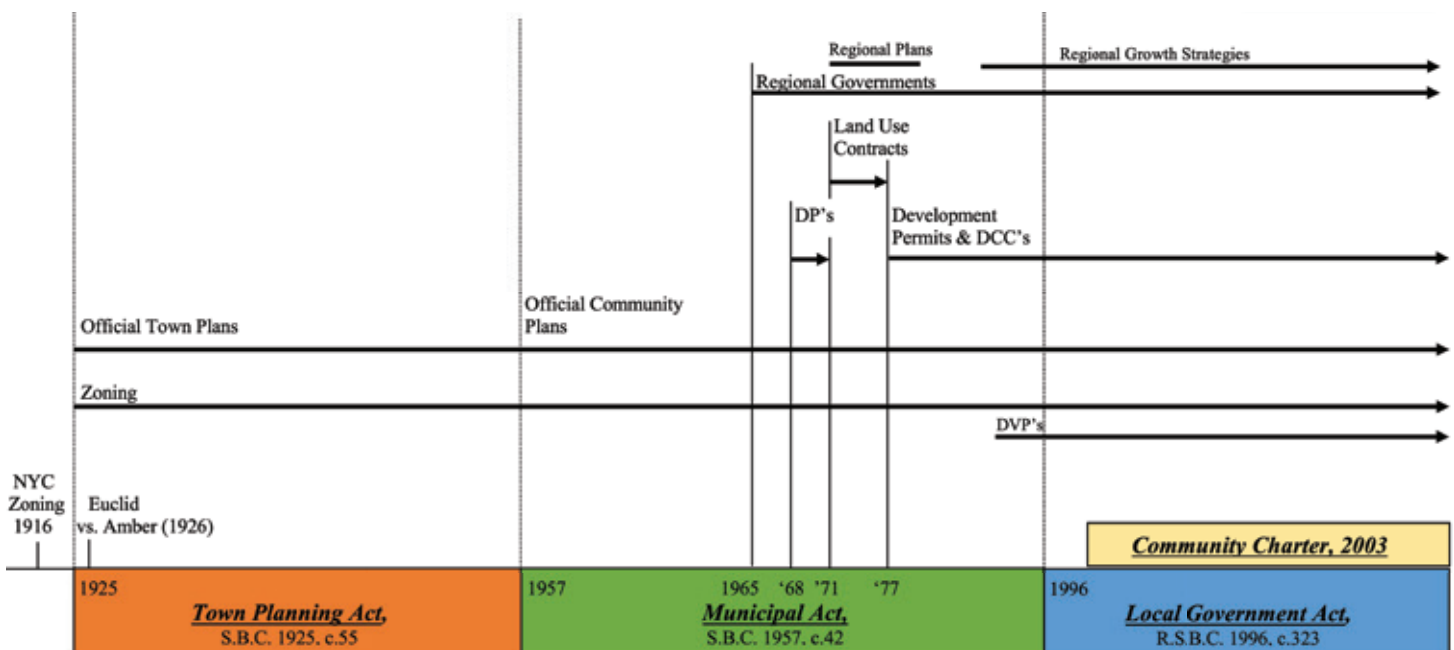 Regional Plans
Regional Growth Strategies
Regional Governments
Land Use
Contracts
DP's
Development
Permits & DCC's
Official Community
Plans
Official Town Plans
Zoning
DVP's
NYC
Zoning
1916
Euclid
vs. Amber (1926)
Community Charter, 2003
1925
Town Planning Act,
S.B.C. 1925, c.55
1957
1965
‘68
'71
‘77
Municipal Act,
S.B.C. 1957, c.42
1996
Local Government Act,
R.S.B.C. 1996, c.323